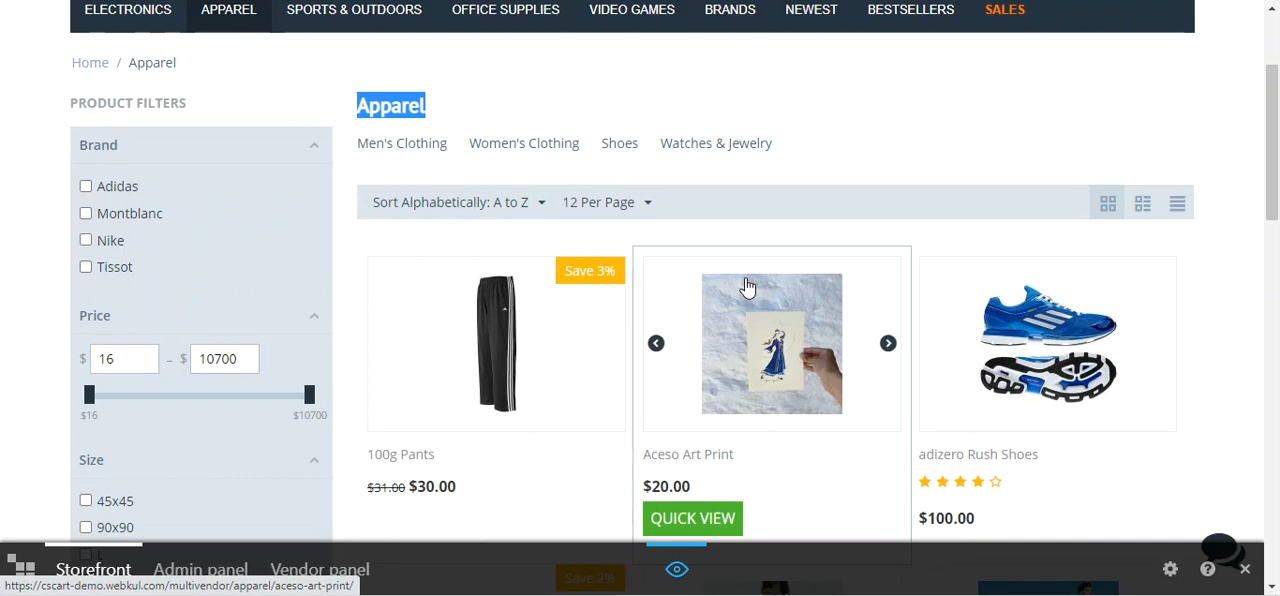 ELECTRONICS APPAREL SPORTS & OUTDOORS OFFICE SUPPLIES VIDEO GAMES BRANDS NEWEST BESTSELLERS SALES
Home / Apparel
PRODUCT FILTERS
Brand
Adidas
Montblanc
Nike
Tissot
Price
$ 16 – $ 10700
$16 $10700
Size
45x45
90x90
L
Apparel
Men's Clothing Women's Clothing Shoes Watches & Jewelry
Sort Alphabetically: A to Z 12 Per Page
Save 3%
100g Pants
$31.00 $30.00
Aceso Art Print
$20.00
QUICK VIEW
adizero Rush Shoes
$100.00
Save 2%
Storefront Admin panel Vendor panel
https://cscart-demo.webkul.com/multivendor/apparel/aceso-art-print/